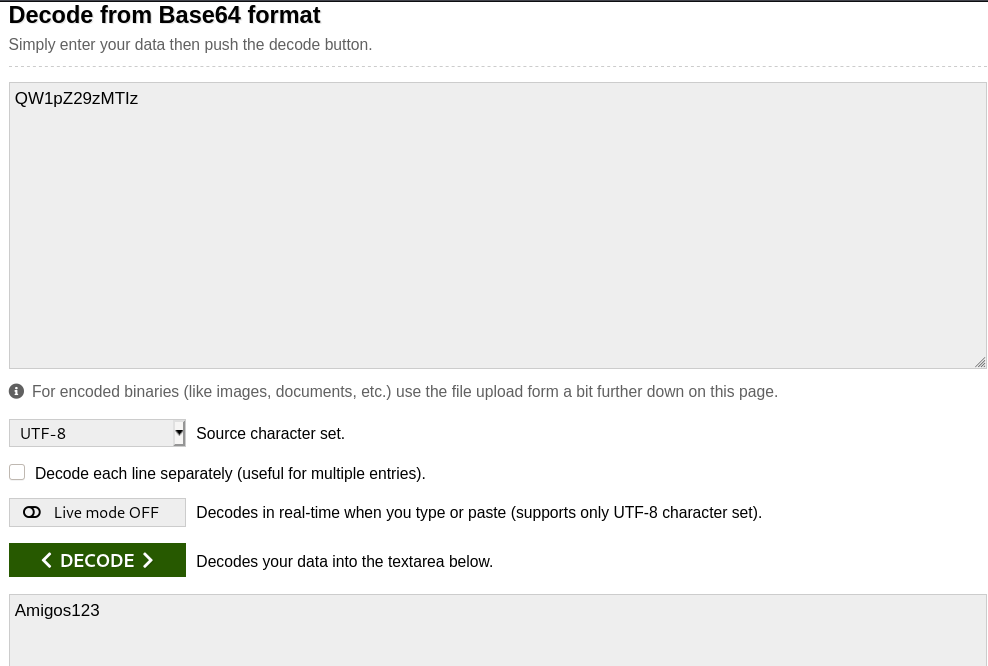 Decode from Base64 format
Simply enter your data then push the decode button.
QW1pZ29zMTIz
For encoded binaries (like images, documents, etc.) use the file upload form a bit further down on this page.
UTF-8 Source character set.
Decode each line separately (useful for multiple entries).
Live mode OFF Decodes in real-time when you type or paste (supports only UTF-8 character set).
< DECODE > Decodes your data into the textarea below.
Amigos123